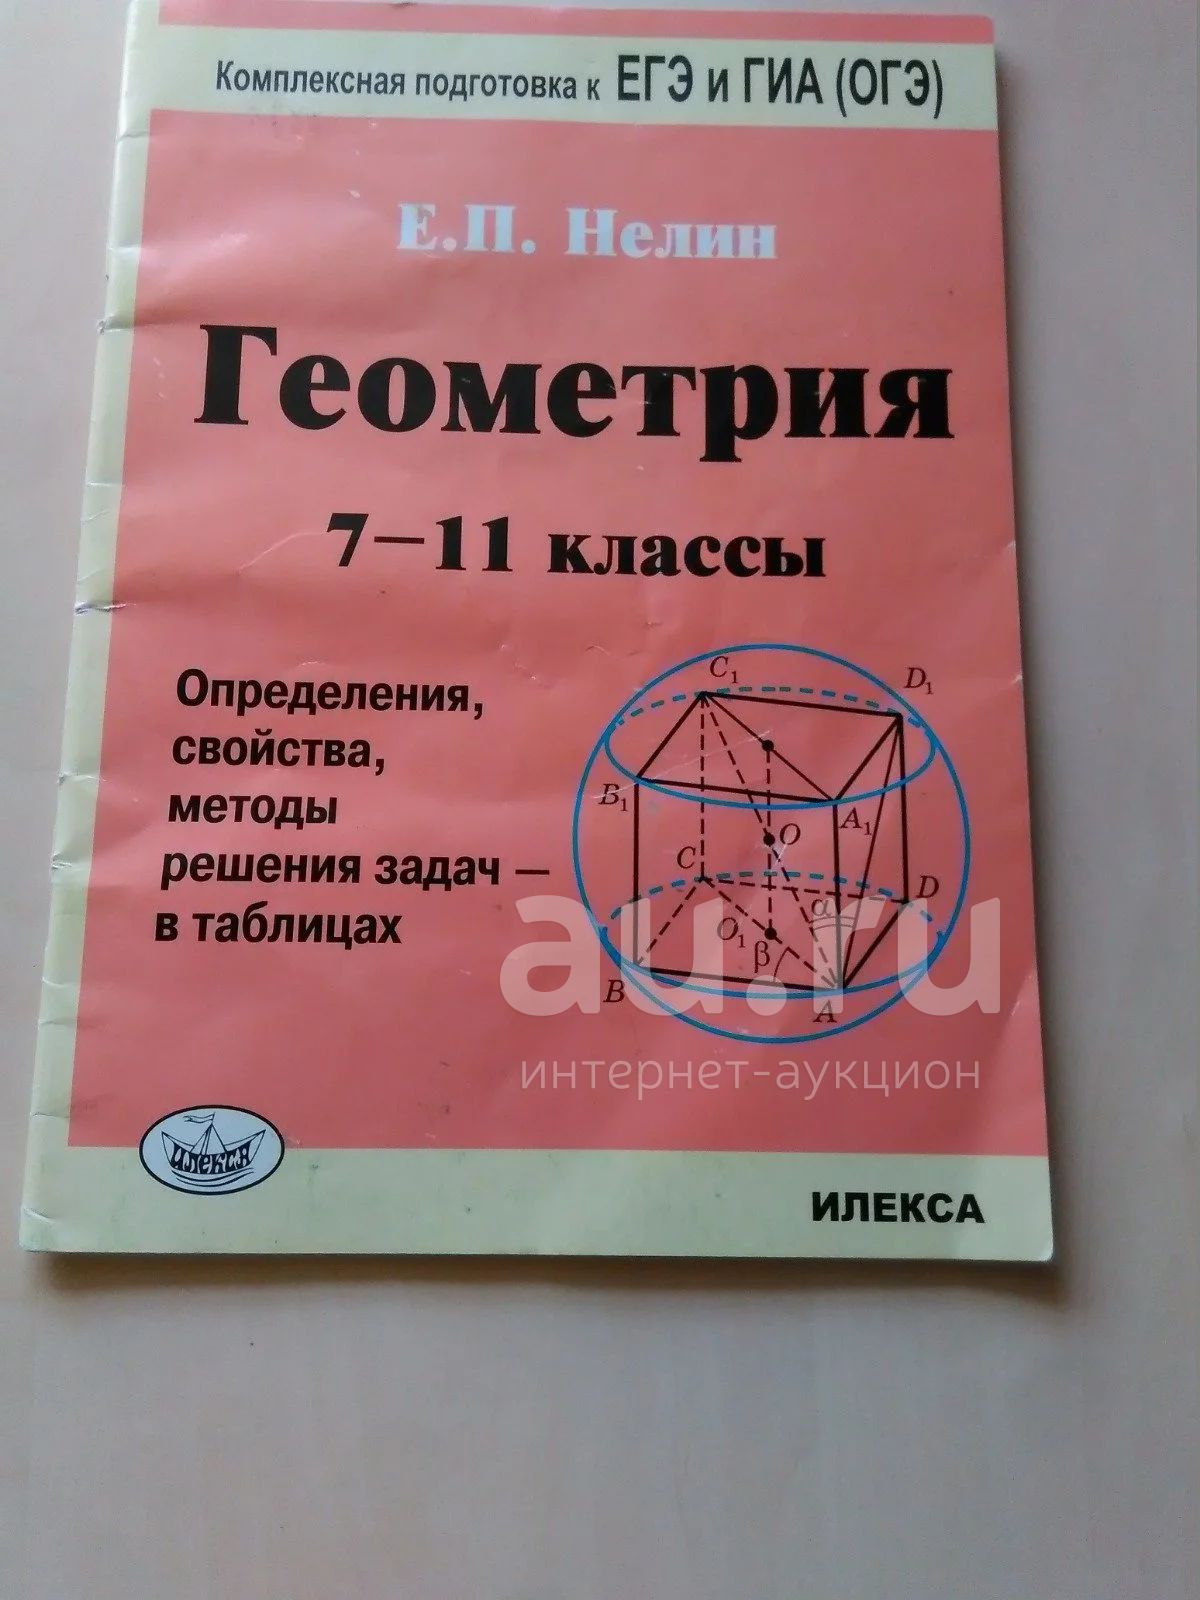 Комплексная подготовка к ЕГЭ и ГИА (ОГЭ)
Е.П. Нелин
Геометрия
7–11 классы
Определения,
свойства,
методы
решения задач –
в таблицах
C₁
D₁
B₁
A₁
O
C
D
α
O₁
β
B
A
au.ru
интернет-аукцион
илекса
ИЛЕКСА